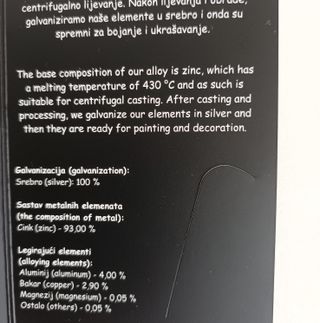 centrifugalno lijevanje. Nakon lijevanja i obrade,
galvaniziramo naše elemente u srebro i onda su
spremni za bojanje i ukrašavanje.
The base composition of our alloy is zinc, which has
a melting temperature of 430 °C and as such is
suitable for centrifugal casting. After casting and
processing, we galvanize our elements in silver and
then they are ready for painting and decoration.
Galvanizacija (galvanization):
Srebro (silver): 100 %
Sastav metalnih elemenata
(the composition of metal):
Cink (zinc) - 93,00 %
Legirajući elementi
(alloying elements):
Aluminij (aluminum) - 4,00 %
Bakar (copper) - 2,90 %
Magnezij (magnesium) - 0,05 %
Ostalo (others) - 0,05 %